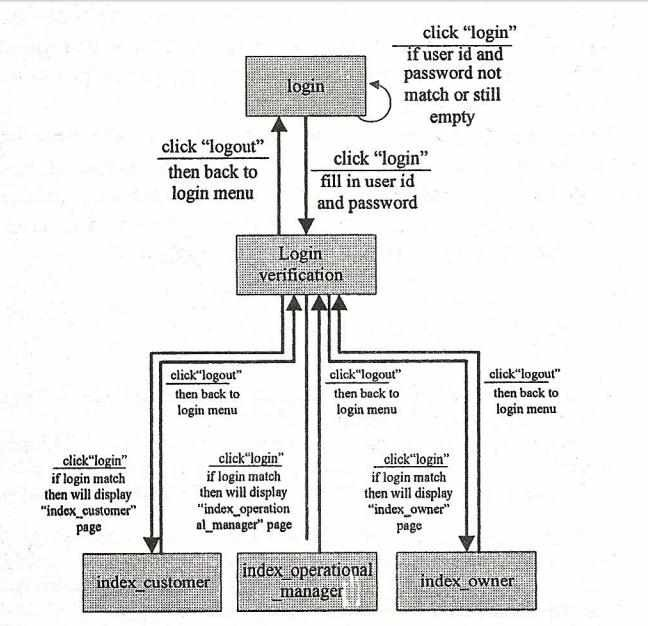 click “login”
if user id and
password not
match or still
empty
login
click “logout”
then back to
login menu
click “login”
fill in user id
and password
Login
verification
click“logout”
then back to
login menu
click“logout”
then back to
login menu
click“logout”
then back to
login menu
click“login”
if login match
then will display
“index_customer”
page
click“login”
if login match
then will display
“index_operation
al_manager” page
click“login”
if login match
then will display
“index_owner”
page
index_customer
index_operational
_manager
index_owner